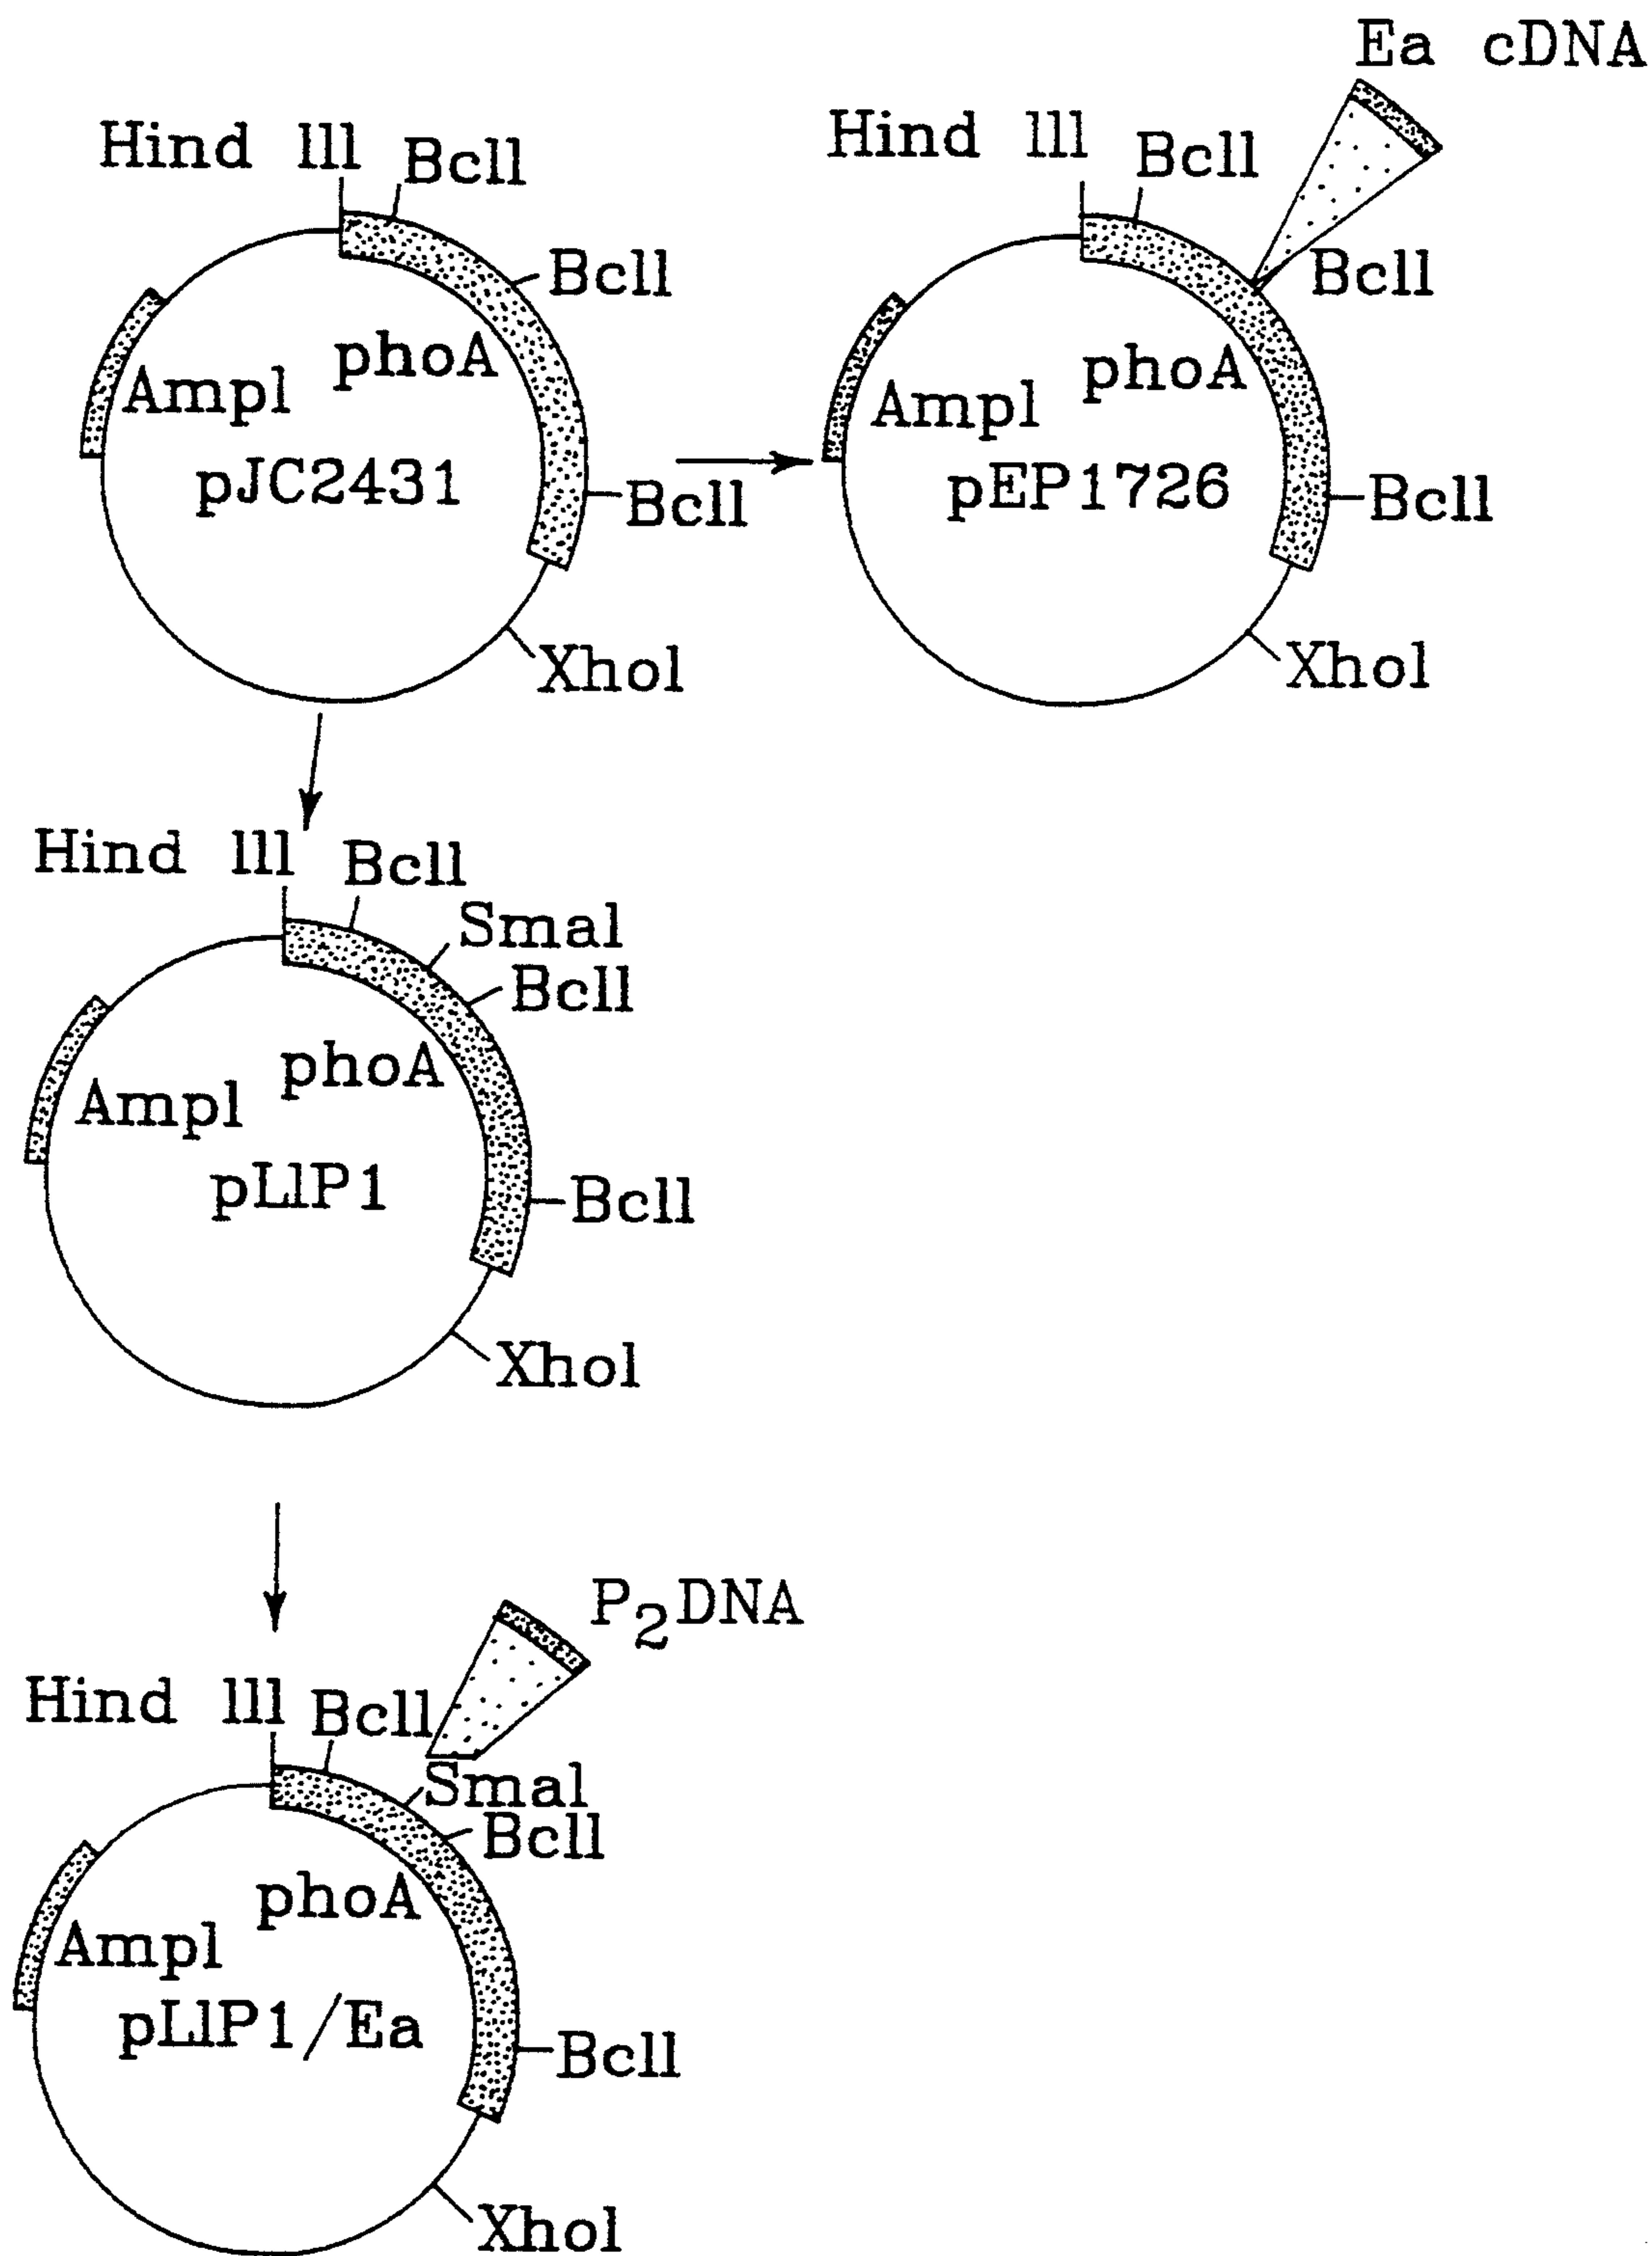 Ea cDNA
Hind lll
Bcll
Bcll
phoA
Ampl
pJC2431
Bcll
Xhol
Hind lll
Bcll
Bcll
phoA
Ampl
pEP1726
Bcll
Xhol
Hind lll
Bcll
Smal
Bcll
phoA
Ampl
pLlP1
Bcll
Xhol
P₂DNA
Hind lll
Bcll
Smal
Bcll
phoA
Ampl
pLlP1/Ea
Bcll
Xhol